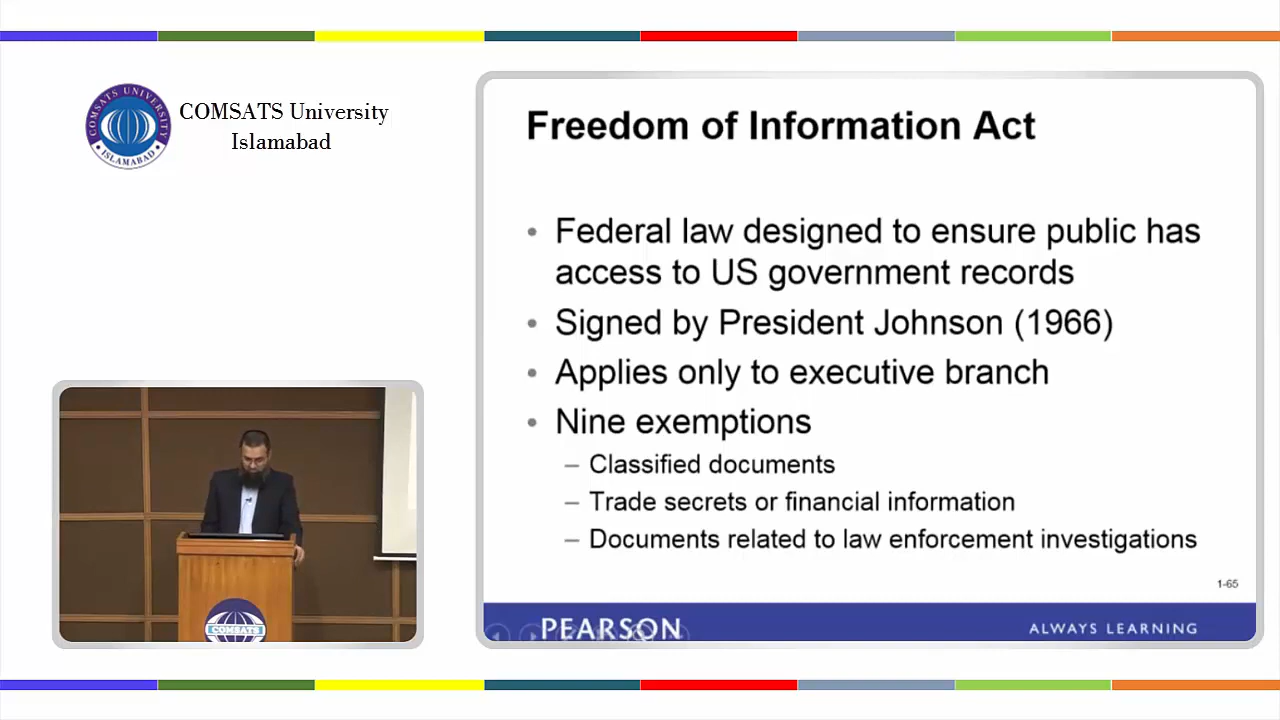 COMSATS UNIVERSITY
• ISLAMABAD •
COMSATS University
Islamabad
Freedom of Information Act
• Federal law designed to ensure public has
access to US government records
• Signed by President Johnson (1966)
• Applies only to executive branch
• Nine exemptions
– Classified documents
– Trade secrets or financial information
– Documents related to law enforcement investigations
1-65
PEARSON
ALWAYS LEARNING
COMSATS